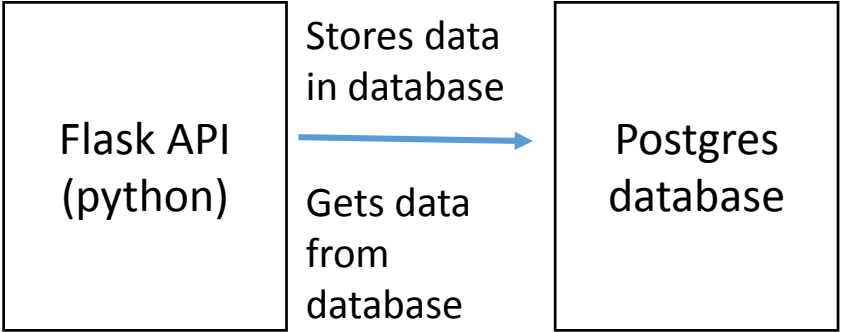 Flask API
(python)
Stores data
in database
Gets data
from
database
Postgres
database